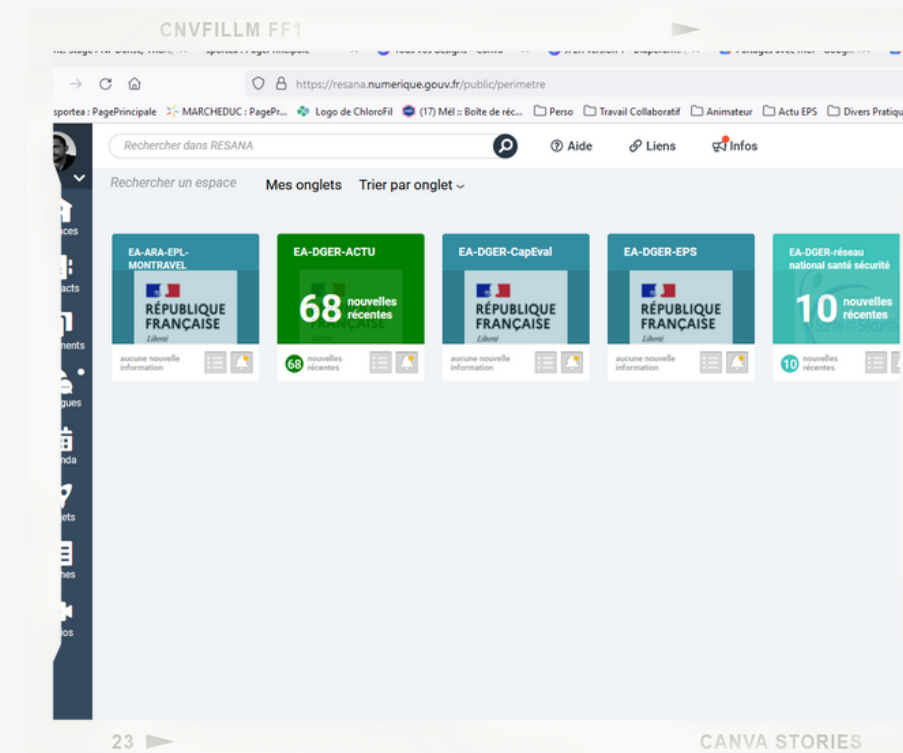 CNVFILLM FF1
https://resana.numerique.gouv.fr/public/perimetre
sportea : PagePrincipale MARCHEDUC : PagePr... Logo de ChloroFil (17) Mél :: Boîte de réc... Perso Travail Collaboratif Animateur Actu EPS Divers Pratiqu
Rechercher dans RESANA Aide Liens Infos
Rechercher un espace Mes onglets Trier par onglet
EA-ARA-EPL-MONTRAVEL
RÉPUBLIQUE
FRANÇAISE
Liberté
aucune nouvelle
information
EA-DGER-ACTU
68 nouvelles
récentes
68 nouvelles
récentes
EA-DGER-CapEval
RÉPUBLIQUE
FRANÇAISE
Liberté
aucune nouvelle
information
EA-DGER-EPS
RÉPUBLIQUE
FRANÇAISE
Liberté
aucune nouvelle
information
EA-DGER-réseau
national santé sécurité
10 nouvelles
récentes
10 nouvelles
récentes
23
CANVA STORIES